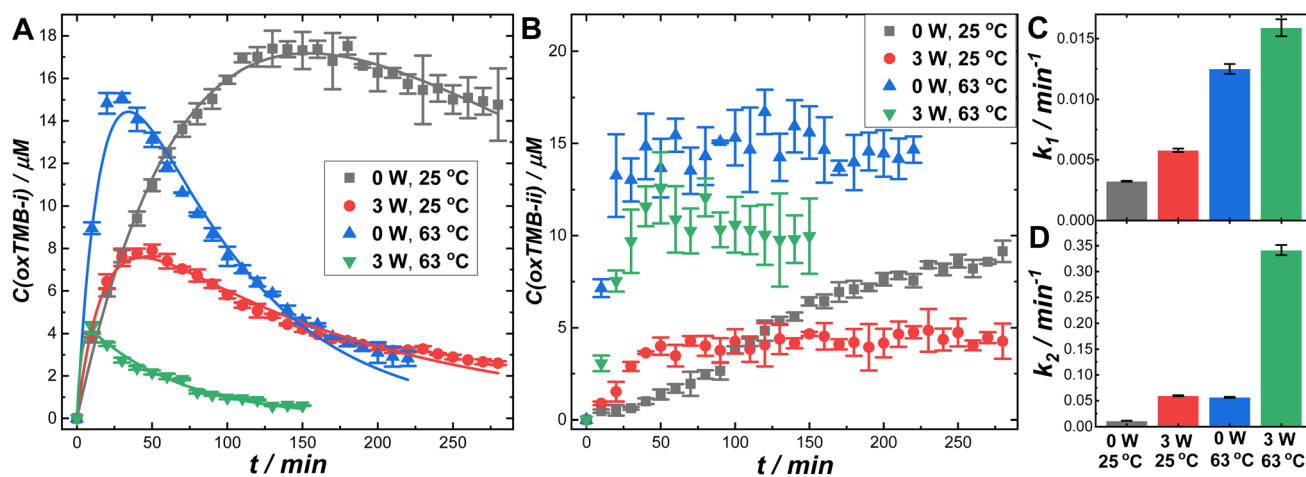 A
C(oxTMB-i) / μM
18
16
14
12
10
8
6
4
2
0
0 W, 25 °C
3 W, 25 °C
0 W, 63 °C
3 W, 63 °C
0 50 100 150 200 250
t / min
B
C(oxTMB-ii) / μM
20
15
10
5
0
0 W, 25 °C
3 W, 25 °C
0 W, 63 °C
3 W, 63 °C
0 50 100 150 200 250
t / min
C
k1 / min-1
0.015
0.010
0.005
0.000
D
k2 / min-1
0.35
0.30
0.25
0.20
0.15
0.10
0.05
0.00
0 W 3 W 0 W 3 W
25 °C 25 °C 63 °C 63 °C